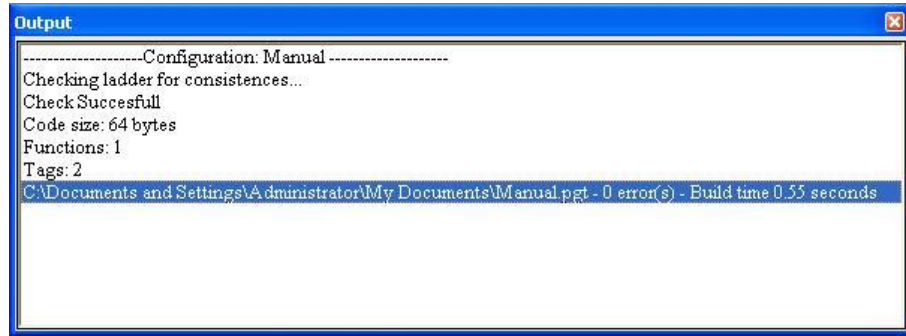 Output
--------------------Configuration: Manual --------------------
Checking ladder for consistences...
Check Succesfull
Code size: 64 bytes
Functions: 1
Tags: 2
C:\Documents and Settings\Administrator\My Documents\Manual.pgt - 0 error(s) - Build time 0.55 seconds